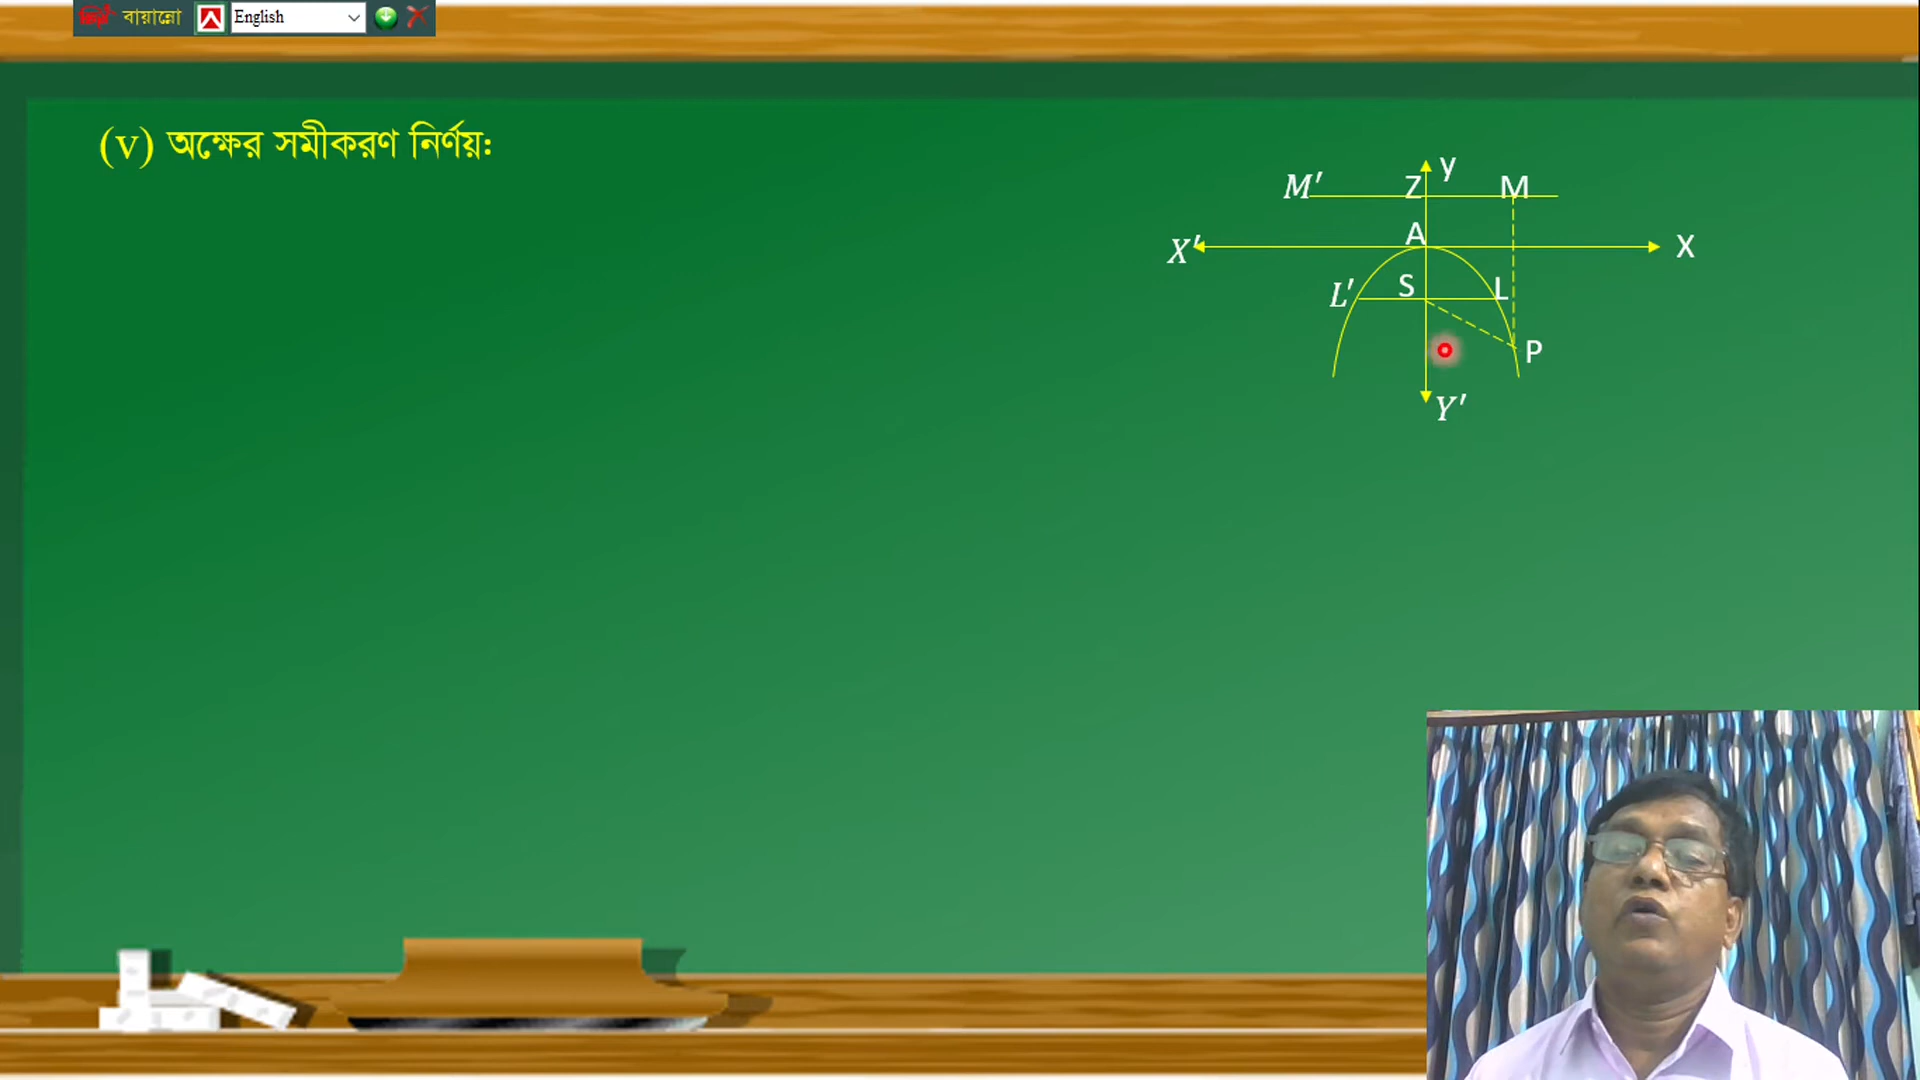 বায়ান্নো English
(v) অক্ষের সমীকরণ নির্ণয়ঃ
y
M′ Z M
A
X′ X
L′ S L
P
Y′